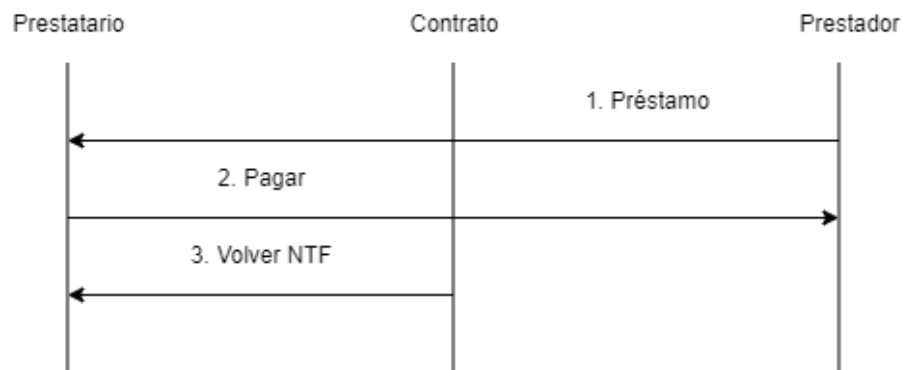 Prestatario
Contrato
Prestador
1. Préstamo
2. Pagar
3. Volver NTF